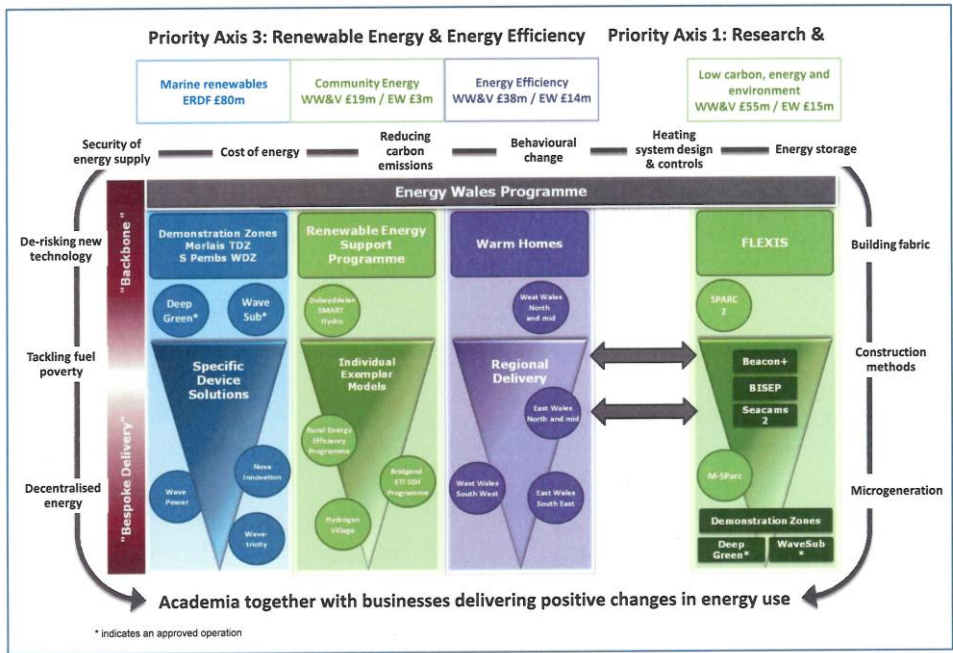 Priority Axis 3: Renewable Energy & Energy Efficiency
Priority Axis 1: Research &
Marine renewables
ERDF £80m
Community Energy
WW&V £19m / EW £3m
Energy Efficiency
WW&V £38m / EW £14m
Low carbon, energy and
environment
WW&V £55m / EW £15m
Security of
energy supply
Cost of energy
Reducing
carbon
emissions
Behavioural
change
Heating
system design
& controls
Energy storage
Energy Wales Programme
"Backbone"
"Bespoke Delivery"
De-risking new
technology
Tackling fuel
poverty
Decentralised
energy
Demonstration Zones
Morlais TDZ
S Pembs WDZ
Deep
Green*
Wave
Sub*
Specific
Device
Solutions
Nova
Innovation
Wave
Power
Wave-
tricity
Renewable Energy
Support
Programme
Dolwyddelan
SMART
Hydro
Individual
Exemplar
Models
Rural Energy
Efficiency
Programme
Bridgend
ETI SSH
Programme
Hydrogen
Village
Warm Homes
West Wales
North
and mid
Regional
Delivery
East Wales
North and mid
West Wales
South West
East Wales
South East
FLEXIS
SPARC
2
Beacon+
BISEP
Seacams
2
M-SParc
Demonstration Zones
Deep
Green*
WaveSub
*
Building fabric
Construction
methods
Microgeneration
Academia together with businesses delivering positive changes in energy use
* indicates an approved operation